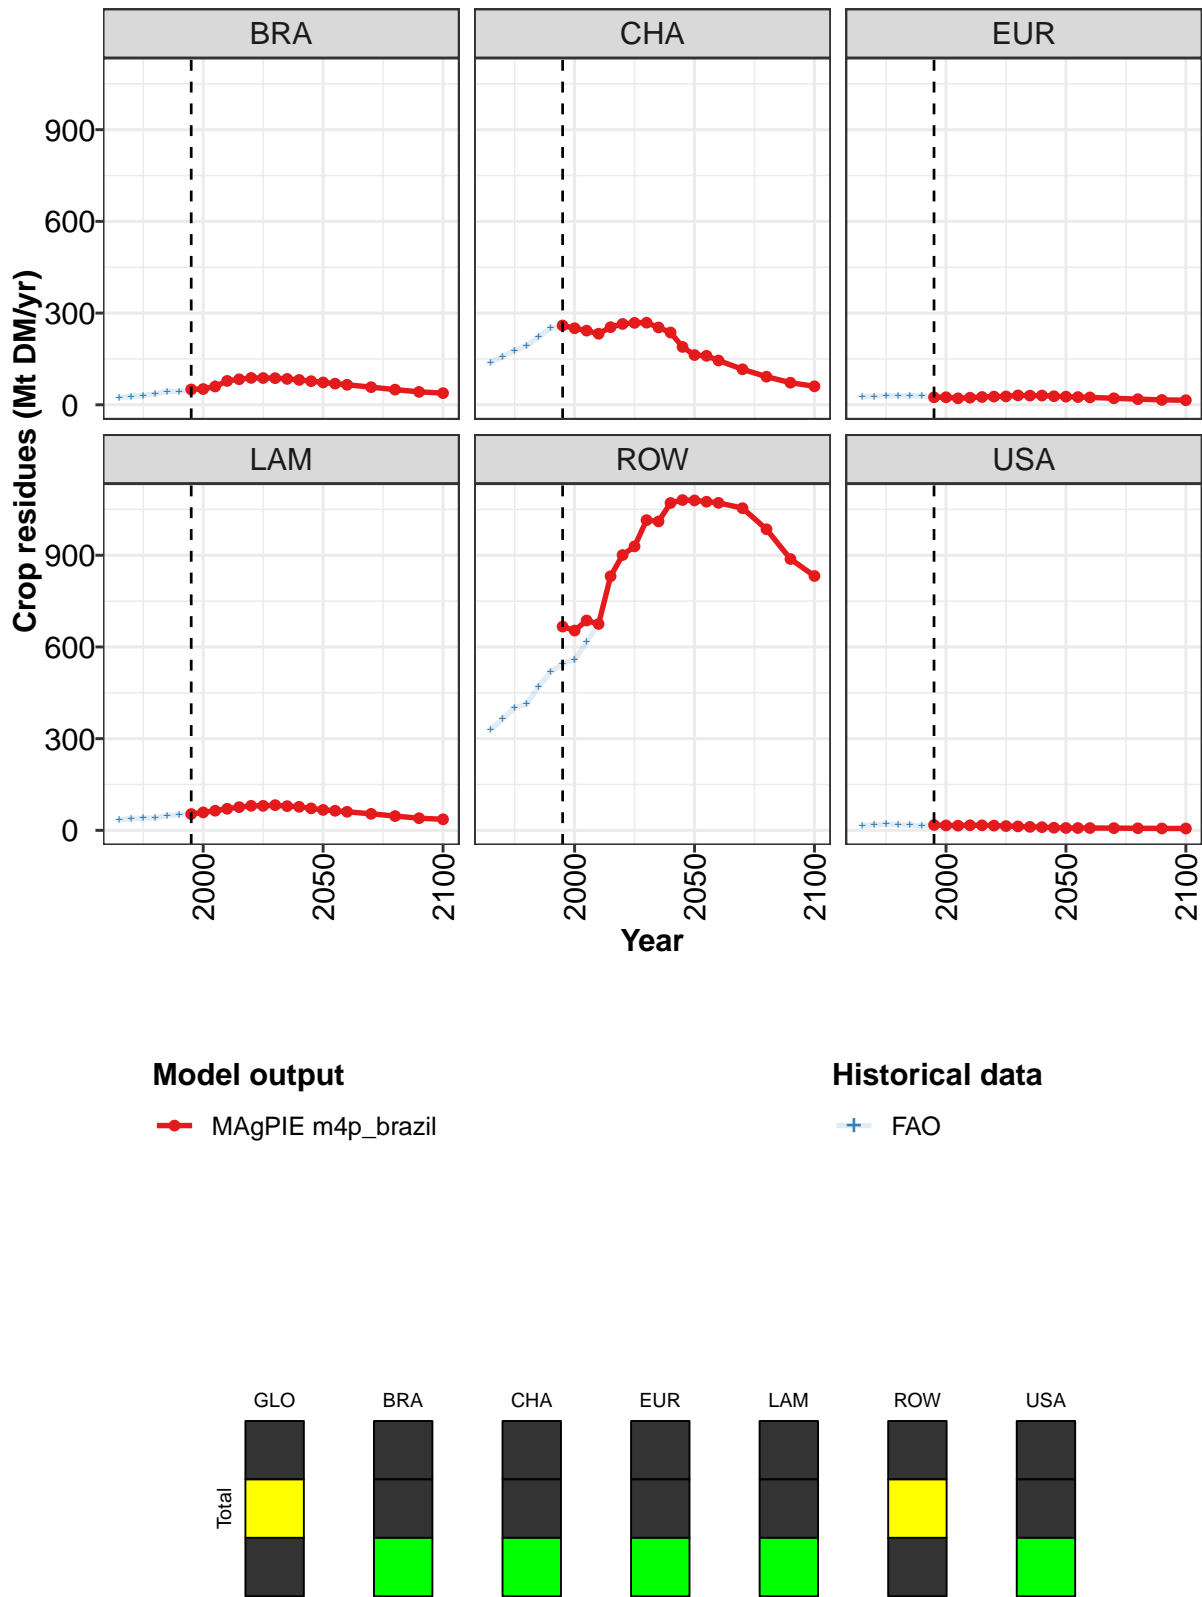 BRA CHA EUR
900
600
300
0
LAM ROW USA
900
600
300
0
Crop residues (Mt DM/yr)
2000 2050 2100 2000 2050 2100 2000 2050 2100
Year
Model output Historical data
MAgPIE m4p_brazil FAO
GLO BRA CHA EUR LAM ROW USA
Total